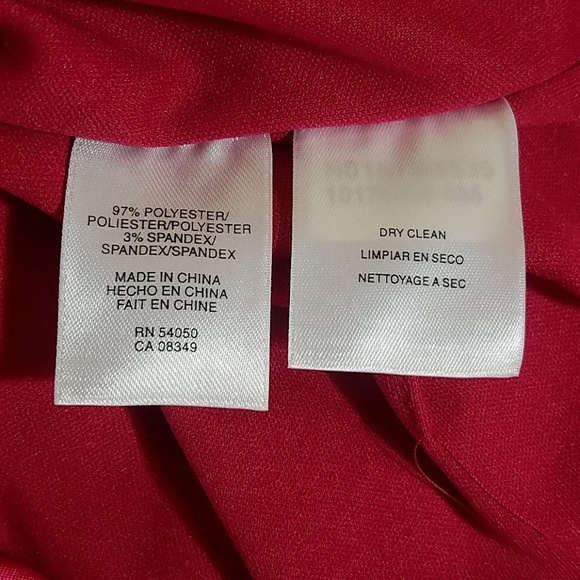 97% POLYESTER/
POLIESTER/POLYESTER
3% SPANDEX/
SPANDEX/SPANDEX
MADE IN CHINA
HECHO EN CHINA
FAIT EN CHINE
RN 54050
CA 08349
DRY CLEAN
LIMPIAR EN SECO
NETTOYAGE A SEC